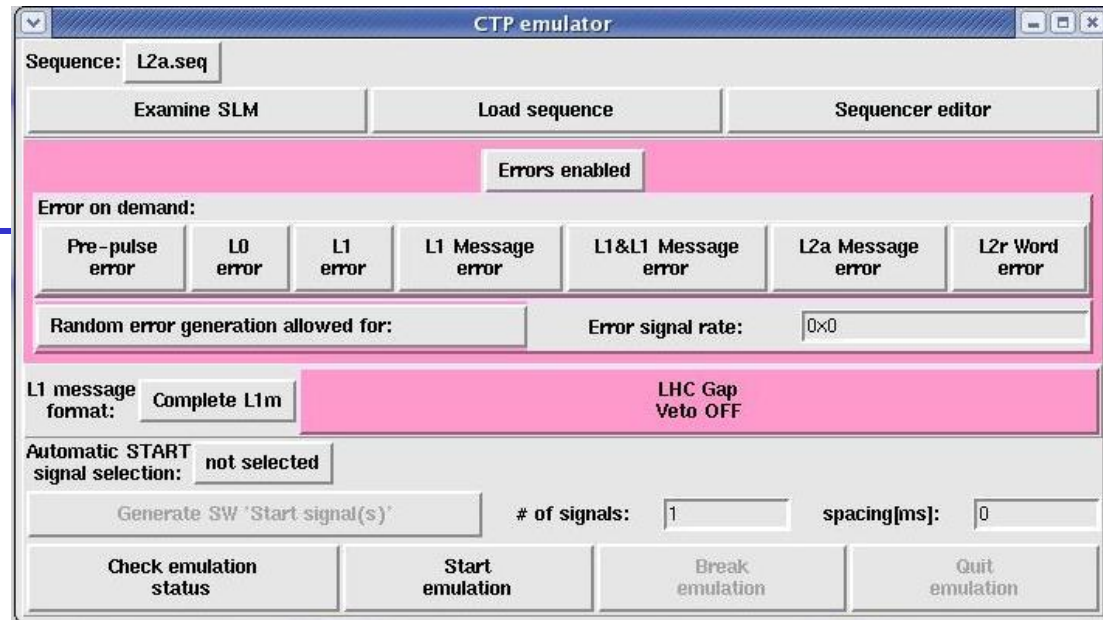 CTP emulator
Sequence: L2a.seq
Examine SLM Load sequence Sequencer editor
Errors enabled
Error on demand:
Pre-pulse error L0 error L1 error L1 Message error L1&L1 Message error L2a Message error L2r Word error
Random error generation allowed for: Error signal rate: 0x0
L1 message format: Complete L1m LHC Gap Veto OFF
Automatic START signal selection: not selected
Generate SW 'Start signal(s)' # of signals: 1 spacing[ms]: 0
Check emulation status Start emulation Break emulation Quit emulation